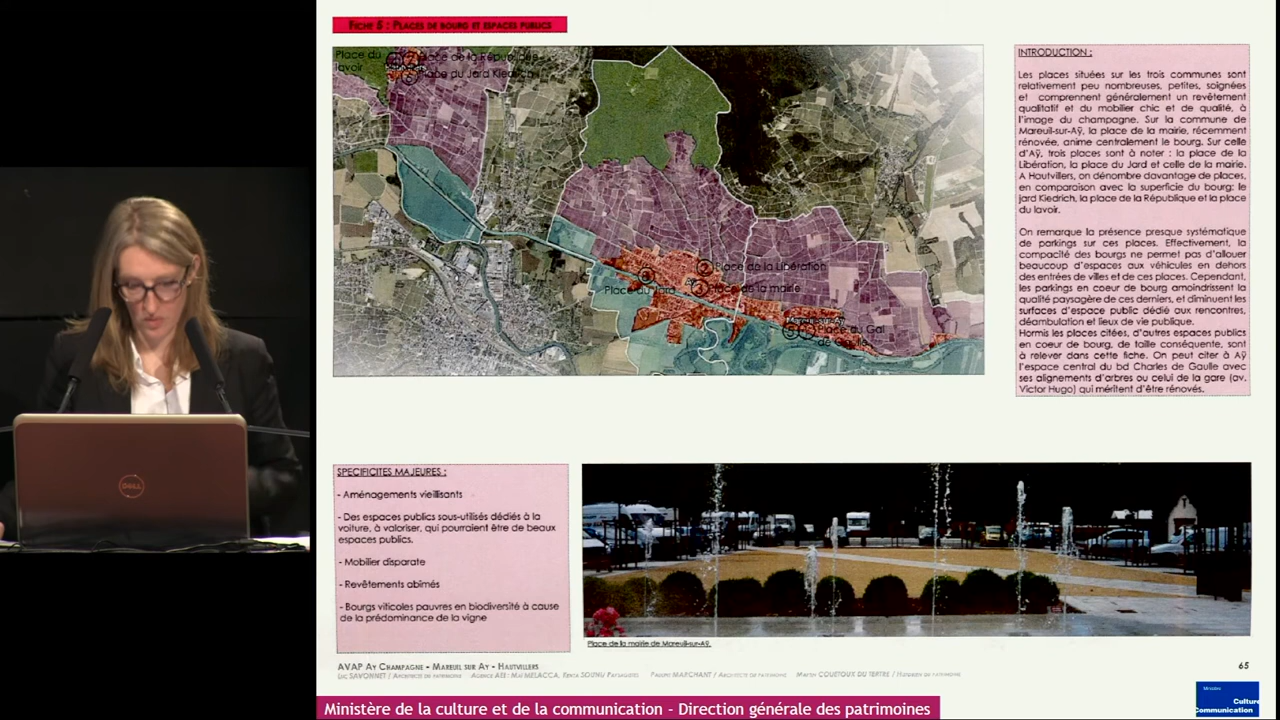 FICHE 5 : PLACES DE BOURG ET ESPACES PUBLICS
Place du
lavoir
Place de la République
Place du Jard Kiedrich
Place de la Libération
Place du Jard
Place de la mairie
Mareuil-sur-Aÿ
Place du Gal
de Gaulle
INTRODUCTION :
Les places situées sur les trois communes sont
relativement peu nombreuses, petites, soignées
et comprennent généralement un revêtement
qualitatif et du mobilier chic et de qualité, à
l'image du champagne. Sur la commune de
Mareuil-sur-Aÿ, la place de la mairie, récemment
rénovée, anime centralement le bourg. Sur celle
d'Aÿ, trois places sont à noter : la place de la
Libération, la place du Jard et celle de la mairie.
A Hautvillers, on dénombre davantage de places,
en comparaison avec la superficie du bourg: le
jard Kiedrich, la place de la République et la place
du lavoir.
On remarque la présence presque systématique
de parkings sur ces places. Effectivement, la
compacité des bourgs ne permet pas d'allouer
beaucoup d'espaces aux véhicules en dehors
des entrées de villes et de ces places. Cependant,
les parkings en coeur de bourg amoindrissent la
qualité paysagère de ces derniers, et diminuent les
surfaces d'espace public dédié aux rencontres,
déambulation et lieux de vie publique.
Hormis les places citées, d'autres espaces publics
en coeur de bourg, de taille conséquente, sont
à relever dans cette fiche. On peut citer à Aÿ
l'espace central du bd Charles de Gaulle avec
ses alignements d'arbres ou celui de la gare (av.
Victor Hugo) qui méritent d'être rénovés.
SPECIFICITES MAJEURES :
- Aménagements vieillisants
- Des espaces publics sous-utilisés dédiés à la
voiture, à valoriser, qui pourraient être de beaux
espaces publics.
- Mobilier disparate
- Revêtements abîmés
- Bourgs viticoles pauvres en biodiversité à cause
de la prédominance de la vigne
Place de la mairie de Mareuil-sur-Aÿ.
AVAP AY CHAMPAGNE - MAREUIL SUR AY - HAUTVILLERS
LUC SAVONNET / ARCHITECTE DU PATRIMOINE
65
DELL
Ministère de la culture et de la communication - Direction générale des patrimoines
Ministère
Culture
Communication